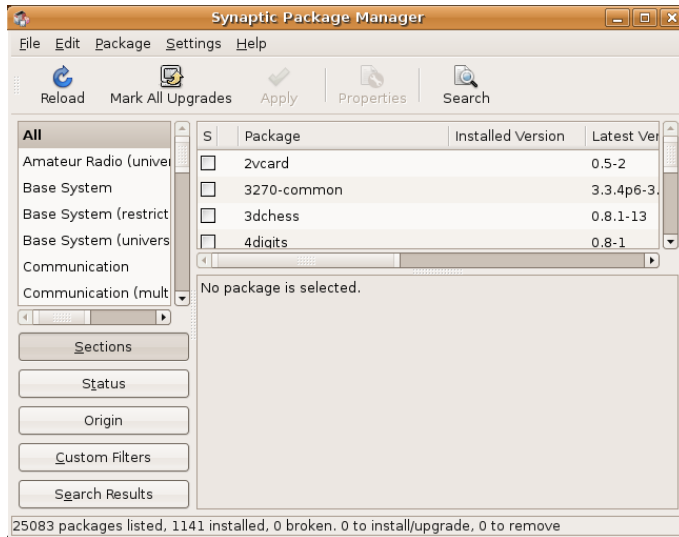 Synaptic Package Manager
File Edit Package Settings Help
Reload Mark All Upgrades Apply Properties Search
All
Amateur Radio (univer
Base System
Base System (restrict
Base System (univers
Communication
Communication (mult
S Package Installed Version Latest Ver
2vcard 0.5-2
3270-common 3.3.4p6-3.
3dchess 0.8.1-13
4digits 0.8-1
No package is selected.
Sections
Status
Origin
Custom Filters
Search Results
25083 packages listed, 1141 installed, 0 broken. 0 to install/upgrade, 0 to remove